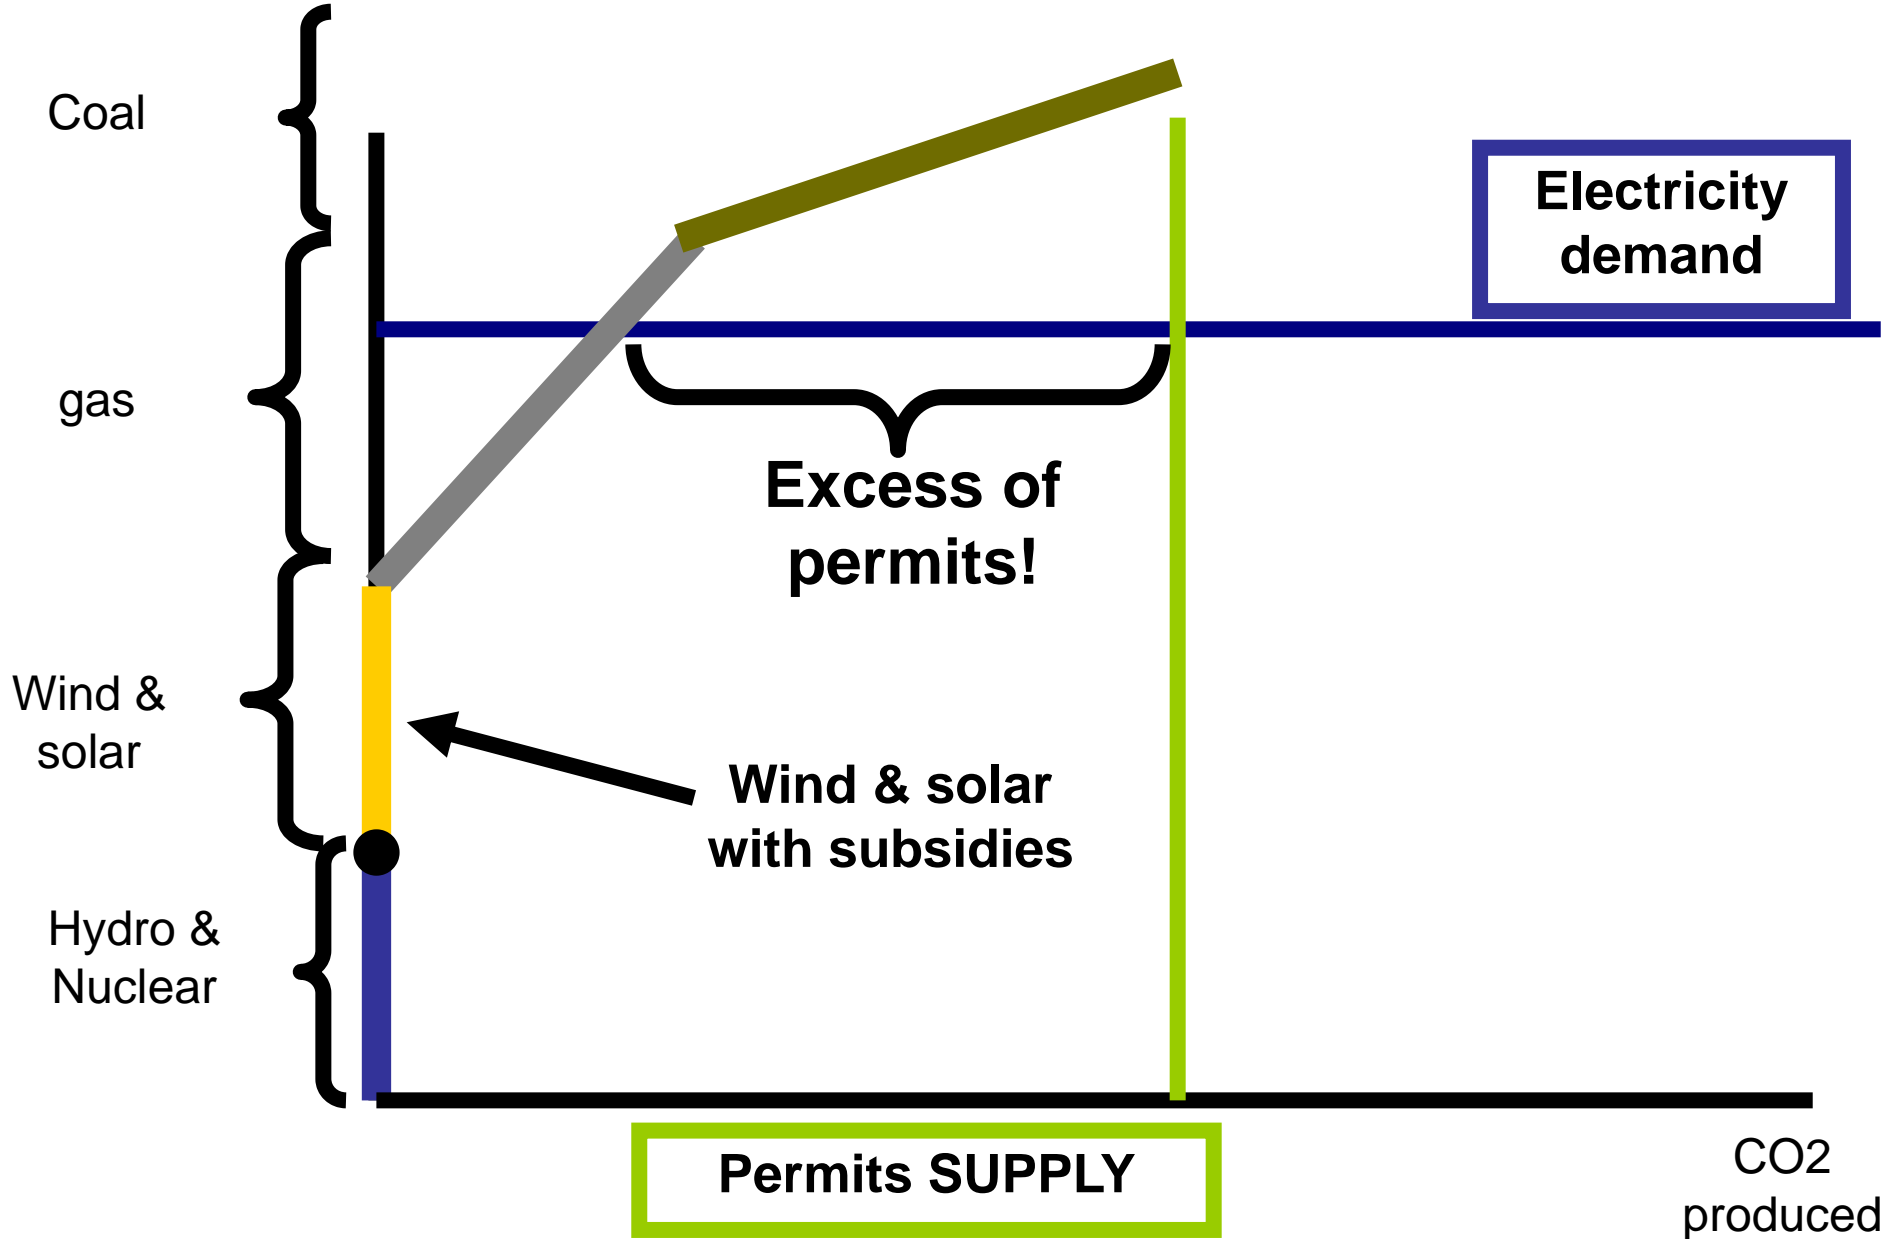 Coal
Electricity
demand
gas
Excess of
permits!
Wind &
solar
Wind & solar
with subsidies
Hydro &
Nuclear
Permits SUPPLY
CO2
produced